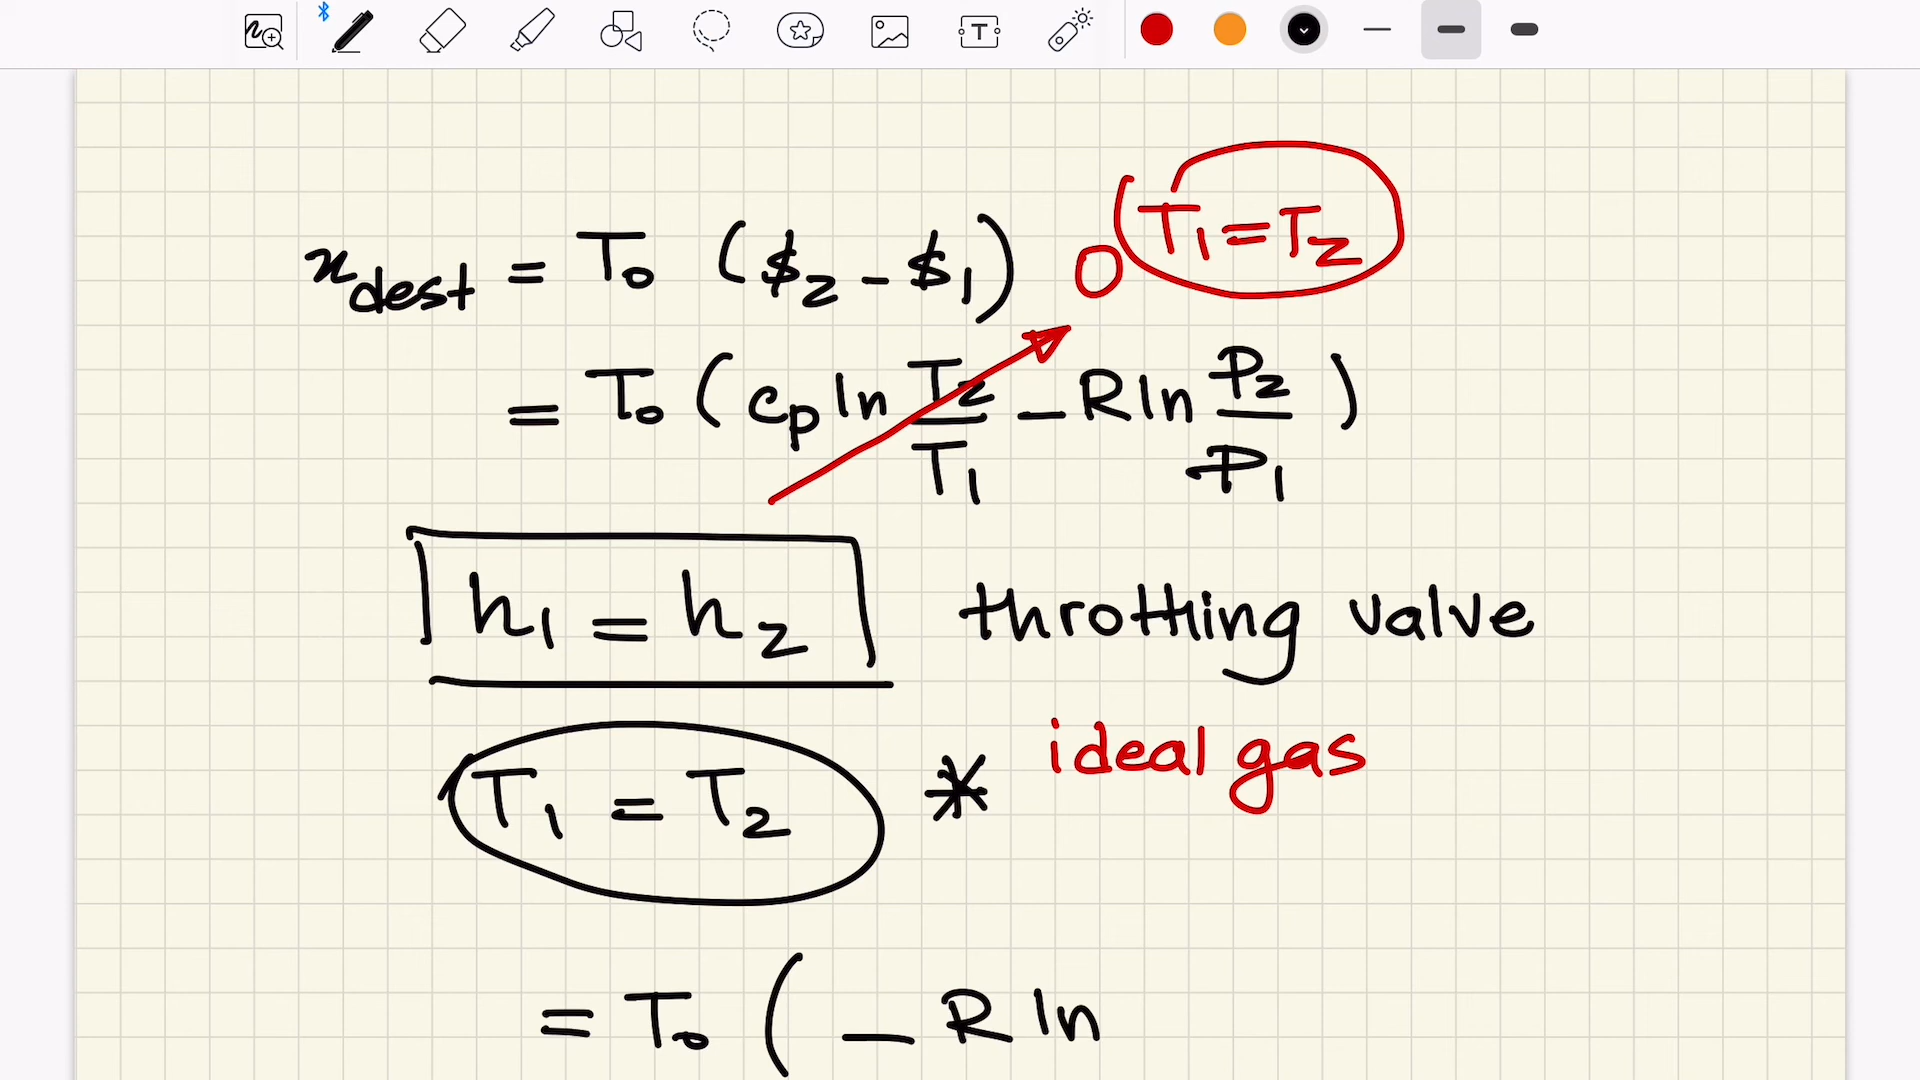 x_dest = T₀ ($₂ - $₁)
0 (T₁ = T₂)
= T₀ (cp ln T₂/T₁ - R ln P₂/P₁)
h₁ = h₂ throttling valve
T₁ = T₂ * ideal gas
= T₀ ( - R ln